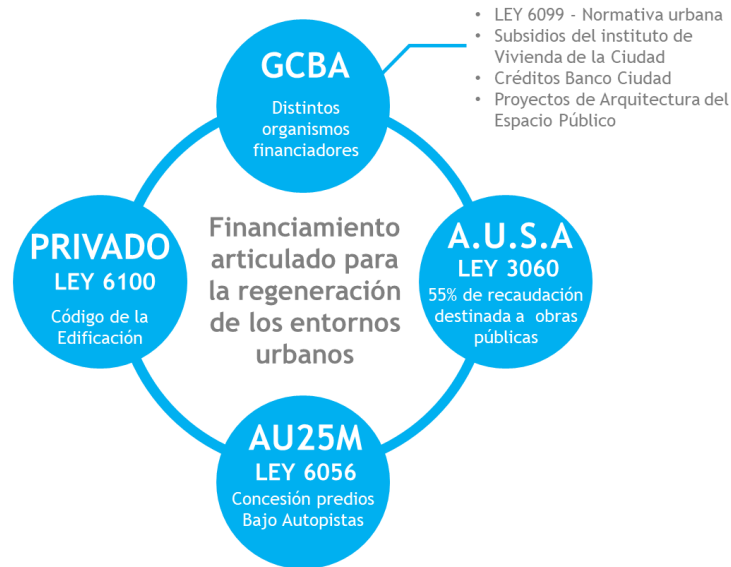 • LEY 6099 - Normativa urbana
• Subsidios del instituto de
Vivienda de la Ciudad
• Créditos Banco Ciudad
• Proyectos de Arquitectura del
Espacio Público
GCBA
Distintos
organismos
financiadores
PRIVADO
LEY 6100
Código de la
Edificación
Financiamiento
articulado para
la regeneración
de los entornos
urbanos
A.U.S.A
LEY 3060
55% de recaudación
destinada a obras
públicas
AU25M
LEY 6056
Concesión predios
Bajo Autopistas